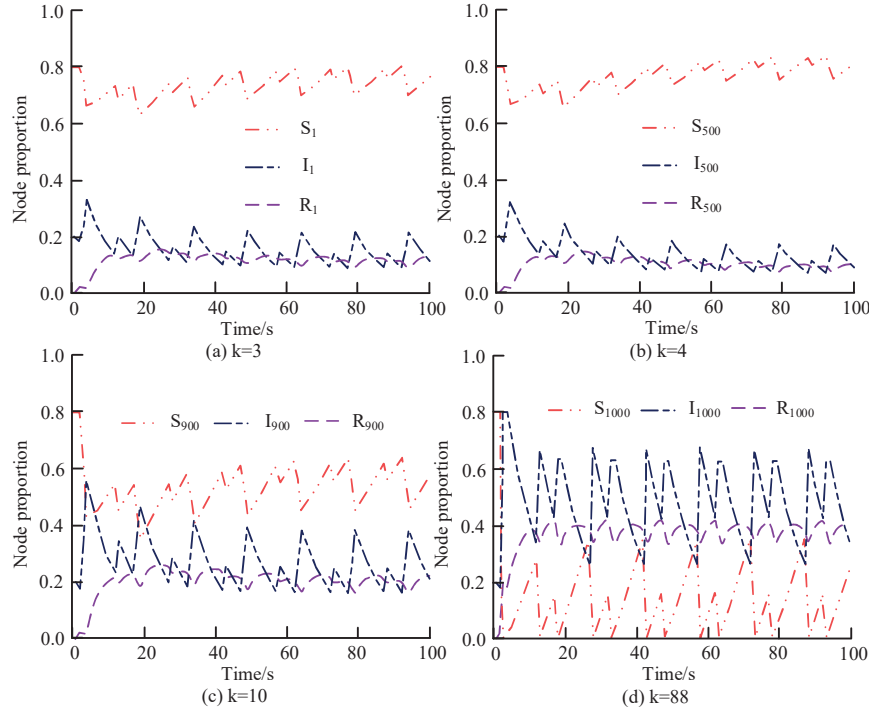 1.0
0.8
0.6
0.4
0.2
0.0
Node proportion
S1
I1
R1
0 20 40 60 80 100
Time/s
(a) k=3
1.0
0.8
0.6
0.4
0.2
0.0
Node proportion
S500
I500
R500
0 20 40 60 80 100
Time/s
(b) k=4
1.0
0.8
0.6
0.4
0.2
0.0
Node proportion
S900 I900 R900
0 20 40 60 80 100
Time/s
(c) k=10
1.0
0.8
0.6
0.4
0.2
0.0
Node proportion
S1000 I1000 R1000
0 20 40 60 80 100
Time/s
(d) k=88